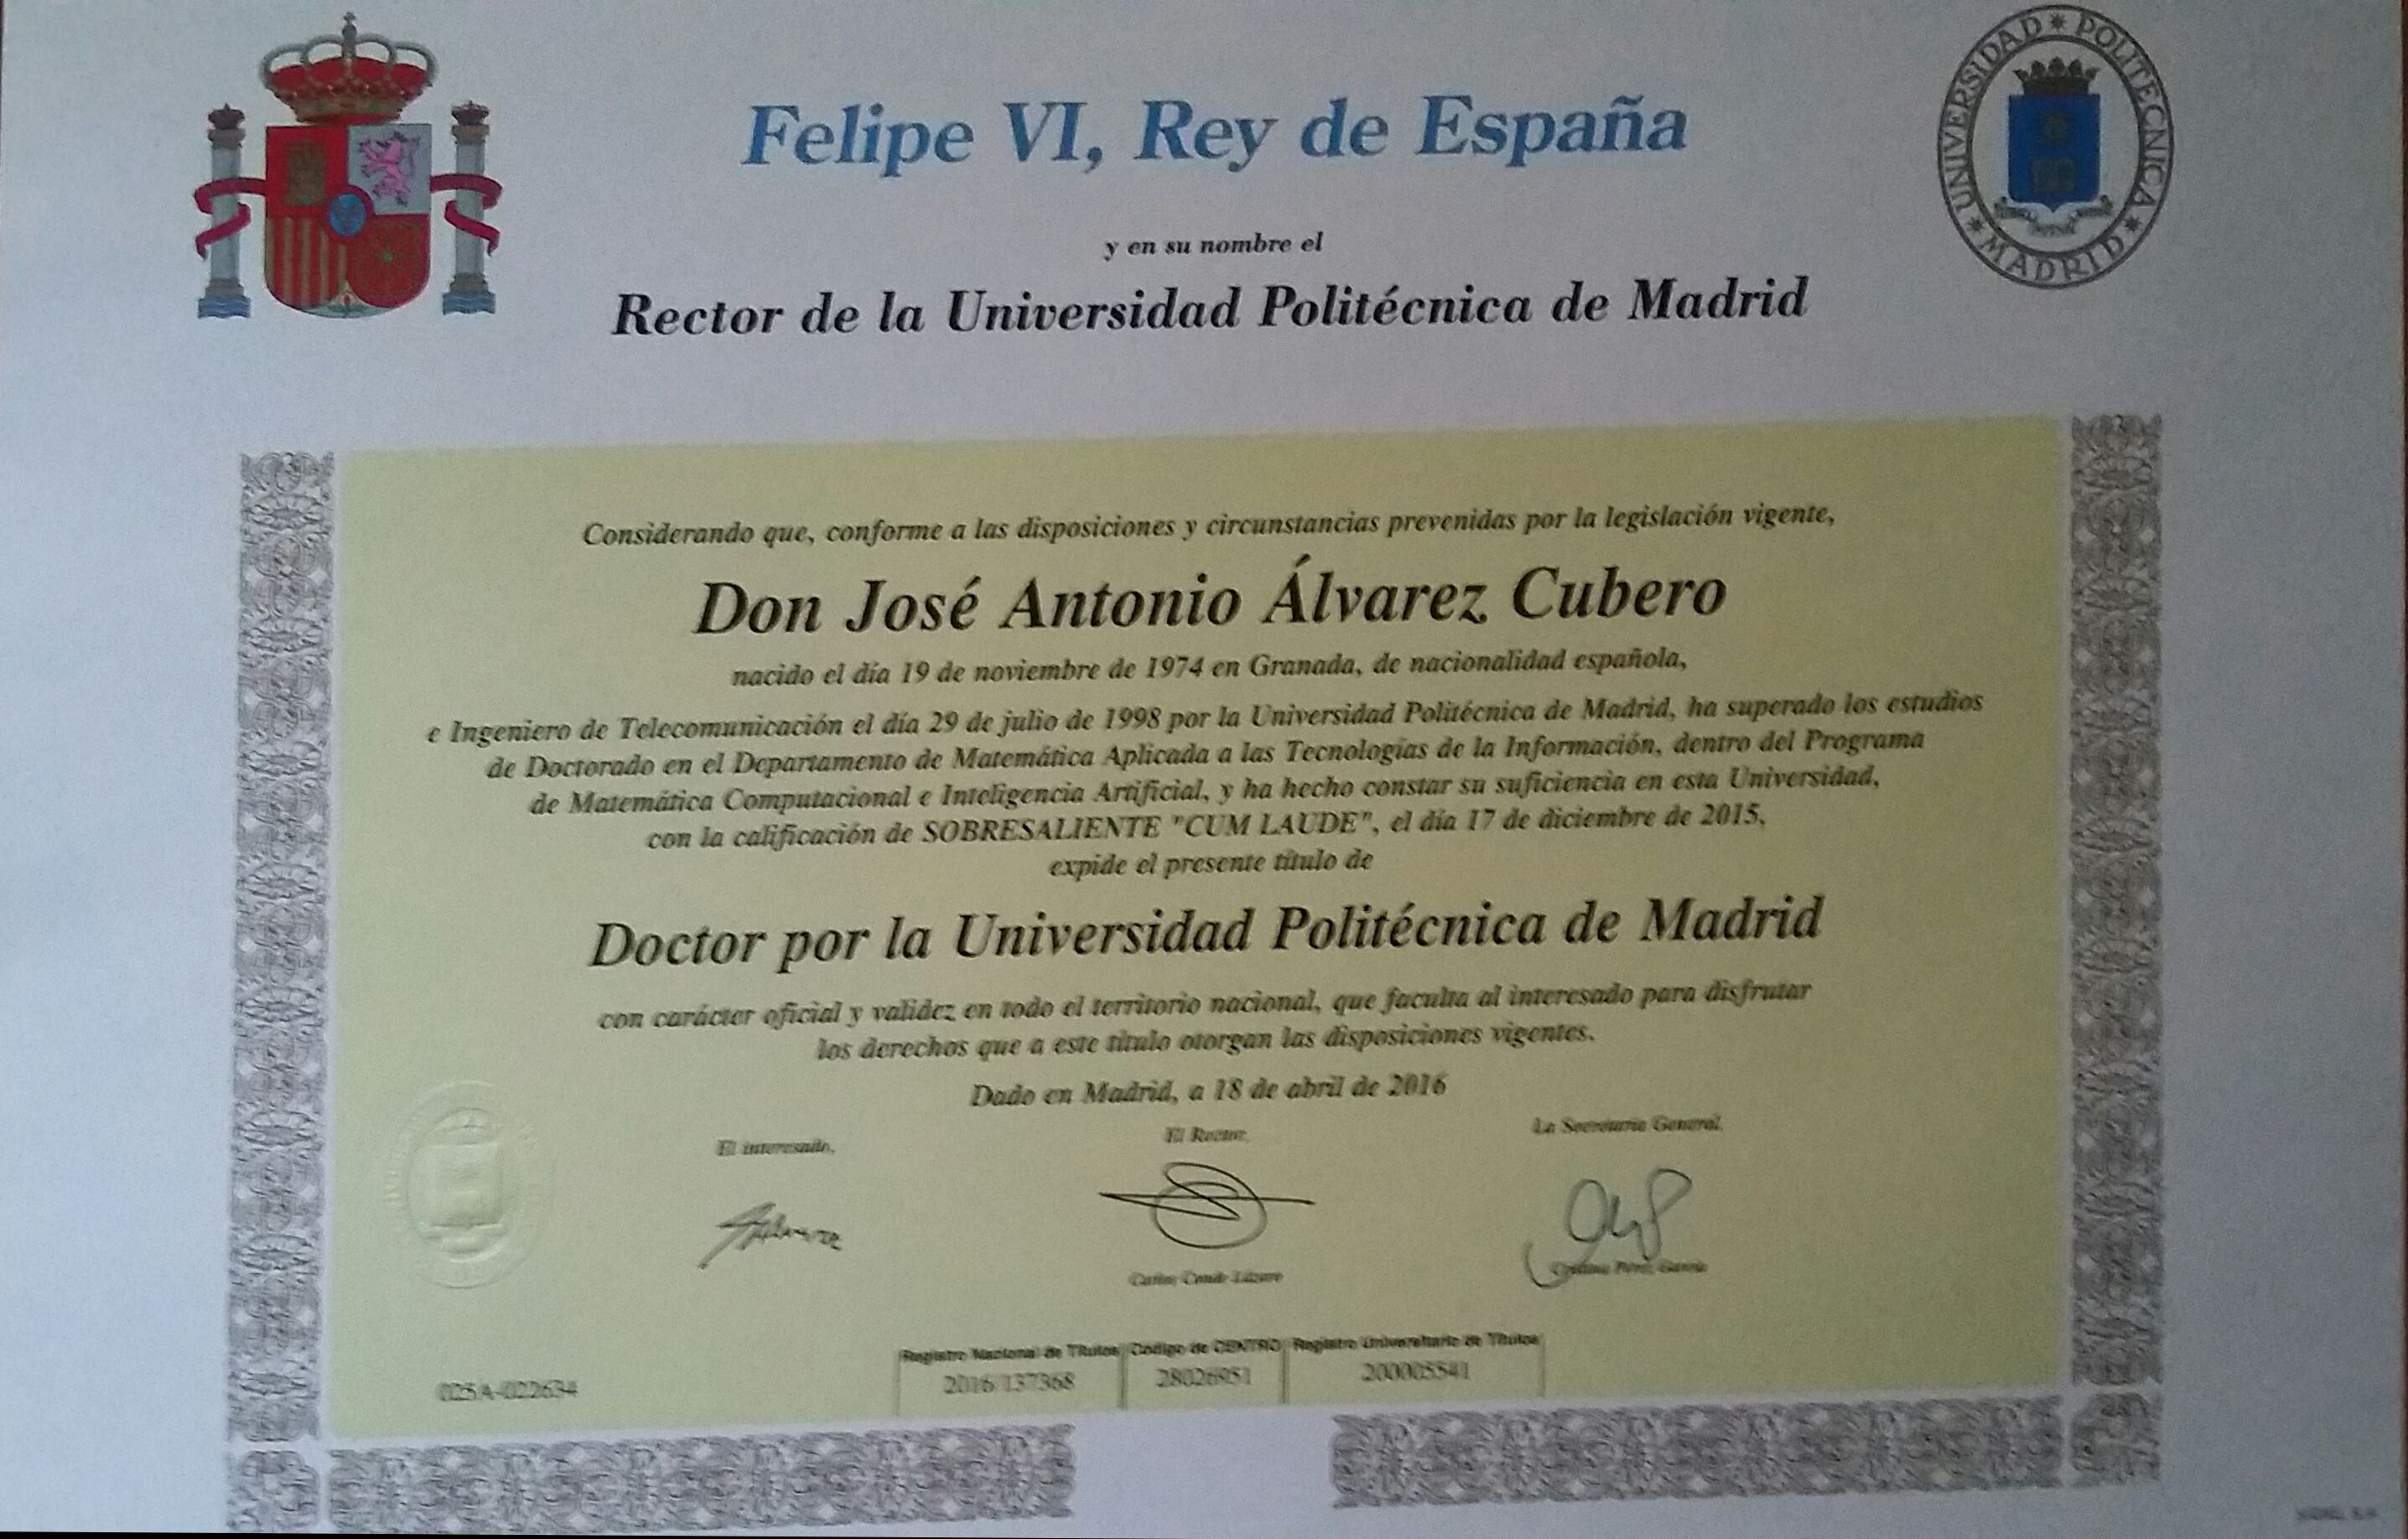 Felipe VI, Rey de España
UNIVERSIDAD * POLITECNICA * MADRID *
y en su nombre el
Rector de la Universidad Politécnica de Madrid
Considerando que, conforme a las disposiciones y circunstancias prevenidas por la legislación vigente,
Don José Antonio Álvarez Cubero
nacido el día 19 de noviembre de 1974 en Granada, de nacionalidad española,
e Ingeniero de Telecomunicación el día 29 de julio de 1998 por la Universidad Politécnica de Madrid, ha superado los estudios
de Doctorado en el Departamento de Matemática Aplicada a las Tecnologías de la Información, dentro del Programa
de Matemática Computacional e Inteligencia Artificial, y ha hecho constar su suficiencia en esta Universidad,
con la calificación de SOBRESALIENTE "CUM LAUDE", el día 17 de diciembre de 2015,
expide el presente título de
Doctor por la Universidad Politécnica de Madrid
con carácter oficial y validez en todo el territorio nacional, que faculta al interesado para disfrutar
los derechos que a este título otorgan las disposiciones vigentes.
Dado en Madrid, a 18 de abril de 2016
El interesado, El Rector, La Secretaria General,
Carlos Conde Lázaro Cristina Pérez García
Registro Nacional de Títulos Código de CENTRO Registro Universitario de Títulos
025A-022634 2016/137368 28026951 200005541